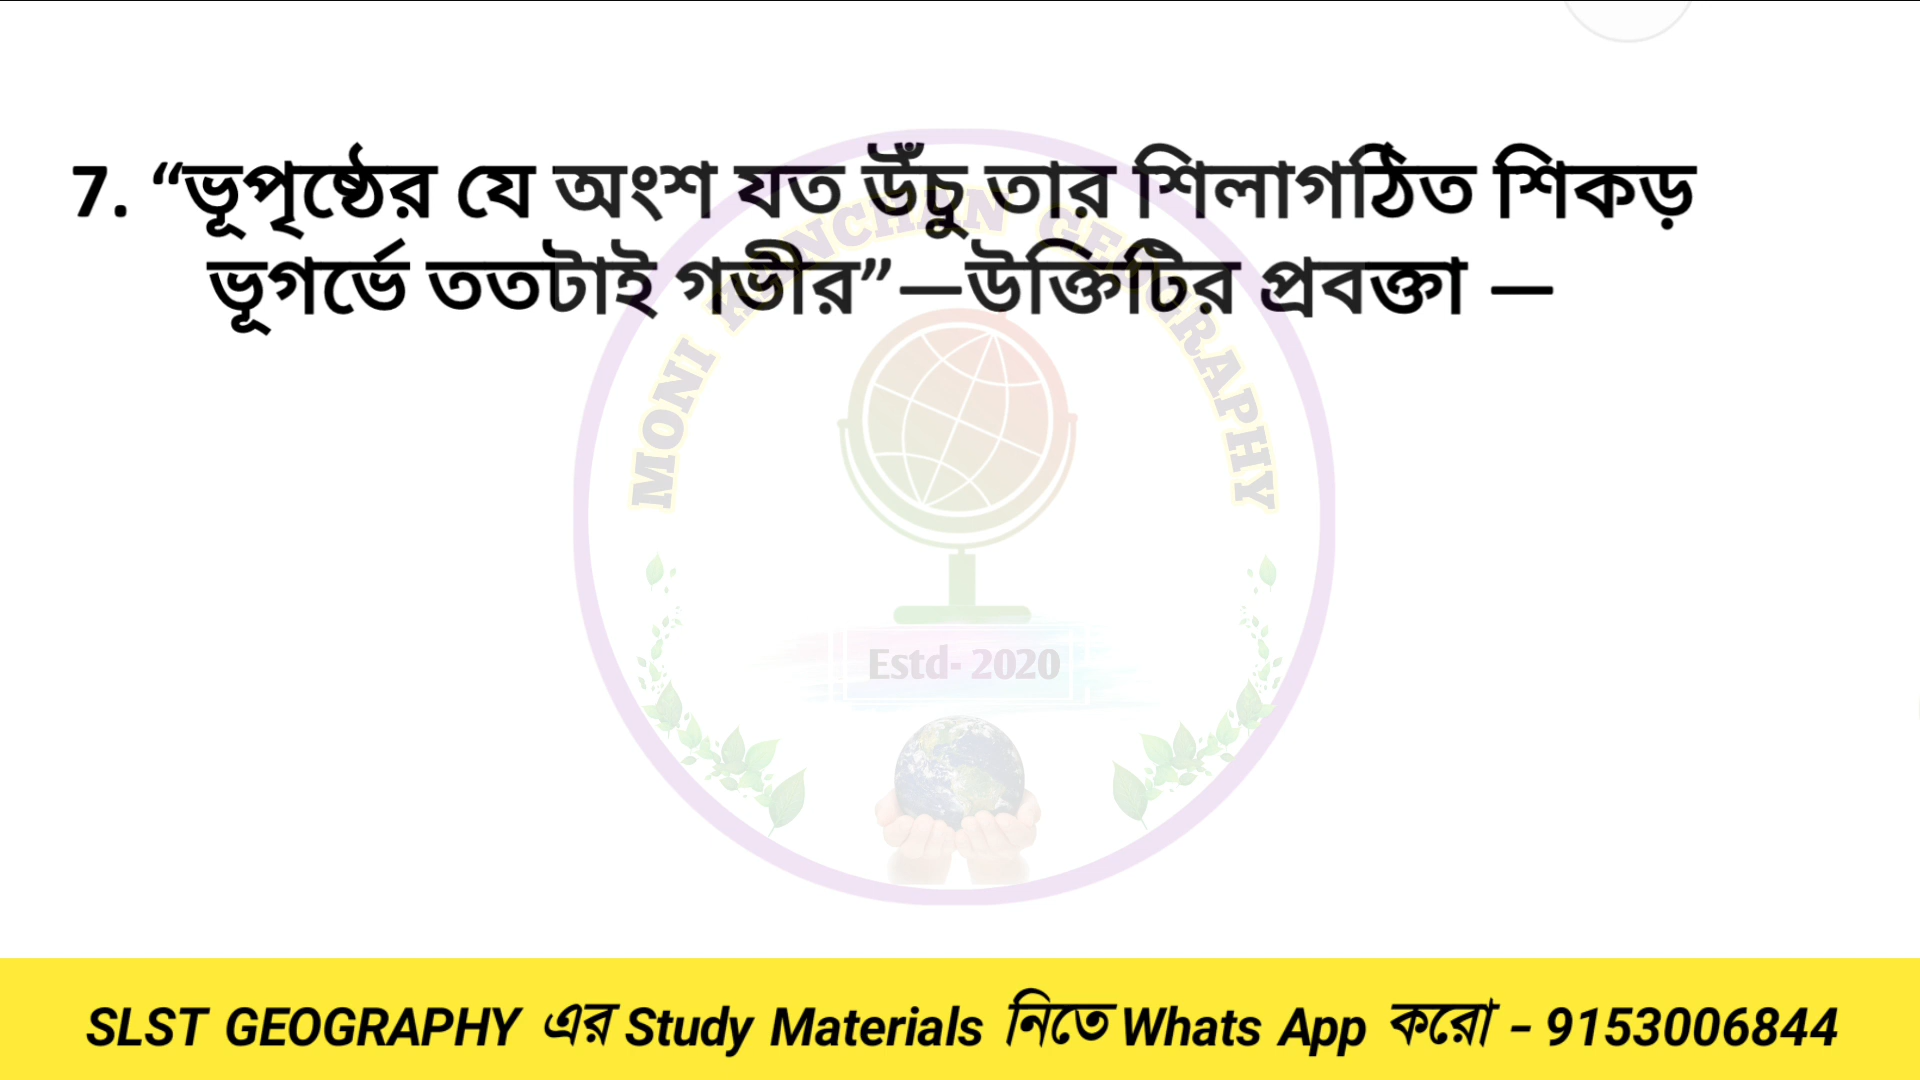 7. “ভূপৃষ্ঠের যে অংশ যত উঁচু তার শিলাগঠিত শিকড়
ভূগর্ভে ততটাই গভীর”—উক্তিটির প্রবক্তা —
MONI KANCHAN GEOGRAPHY
Estd- 2020
SLST GEOGRAPHY এর Study Materials নিতে Whats App করো - 9153006844